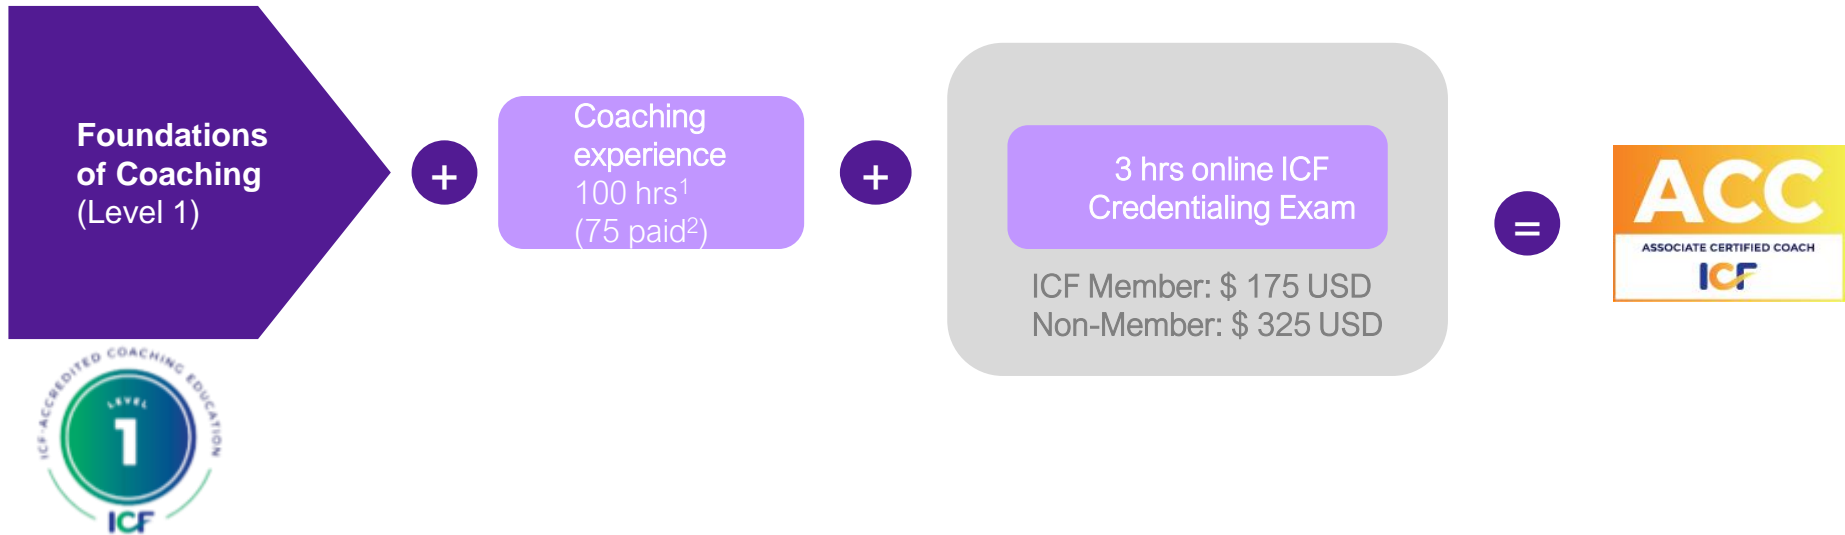 Foundations
of Coaching
(Level 1)
+
Coaching
experience
100 hrs1
(75 paid2)
+
3 hrs online ICF
Credentialing Exam
ICF Member: $ 175 USD
Non-Member: $ 325 USD
=
ACC
ASSOCIATE CERTIFIED COACH
ICF
ICF-ACCREDITED COACHING EDUCATION
LEVEL
1
ICF